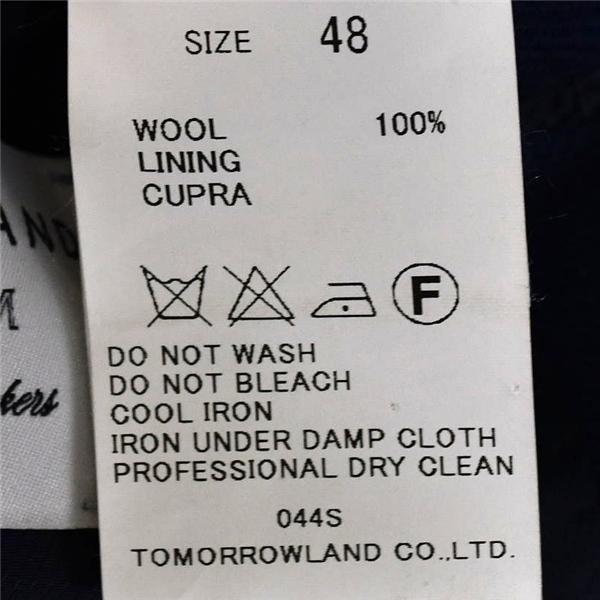 SIZE 48
WOOL 100%
LINING
CUPRA
F
DO NOT WASH
DO NOT BLEACH
COOL IRON
IRON UNDER DAMP CLOTH
PROFESSIONAL DRY CLEAN
044S
TOMORROWLAND CO.,LTD.